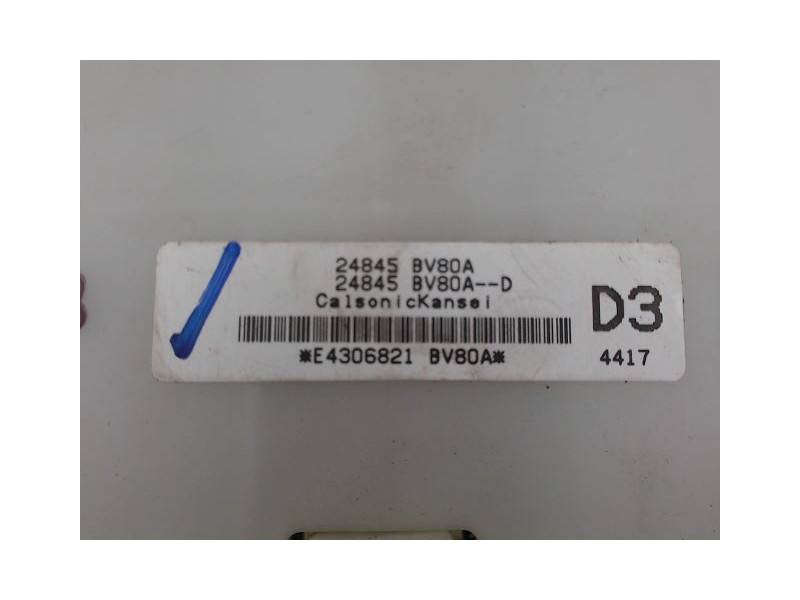 24845 BV80A
24845 BV80A--D
CalsonicKansei
D3
*E4306821 BV80A*
4417